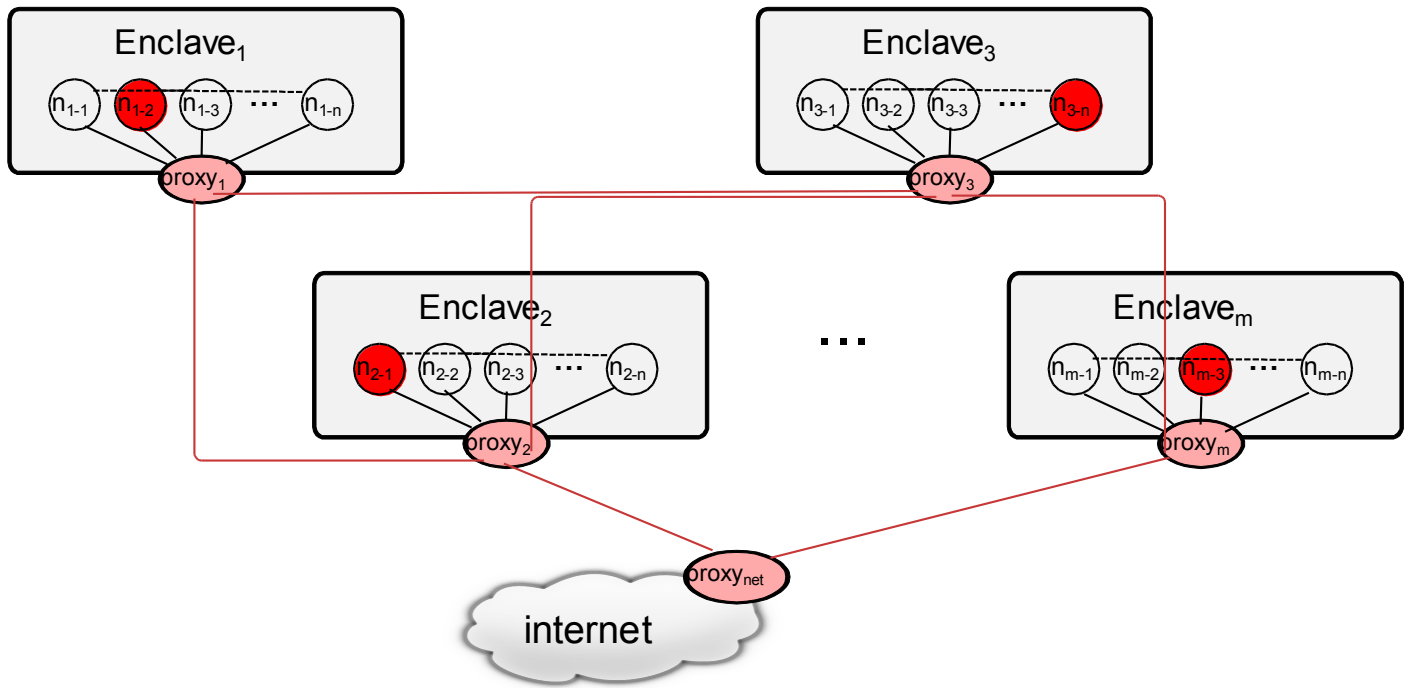 Enclave₁
n₁₋₁ n₁₋₂ n₁₋₃ ... n₁₋ₙ
proxy₁
Enclave₃
n₃₋₁ n₃₋₂ n₃₋₃ ... n₃₋ₙ
proxy₃
Enclave₂
n₂₋₁ n₂₋₂ n₂₋₃ ... n₂₋ₙ
proxy₂
...
Enclaveₘ
nₘ₋₁ nₘ₋₂ nₘ₋₃ ... nₘ₋ₙ
proxyₘ
proxyₙₑₜ
internet